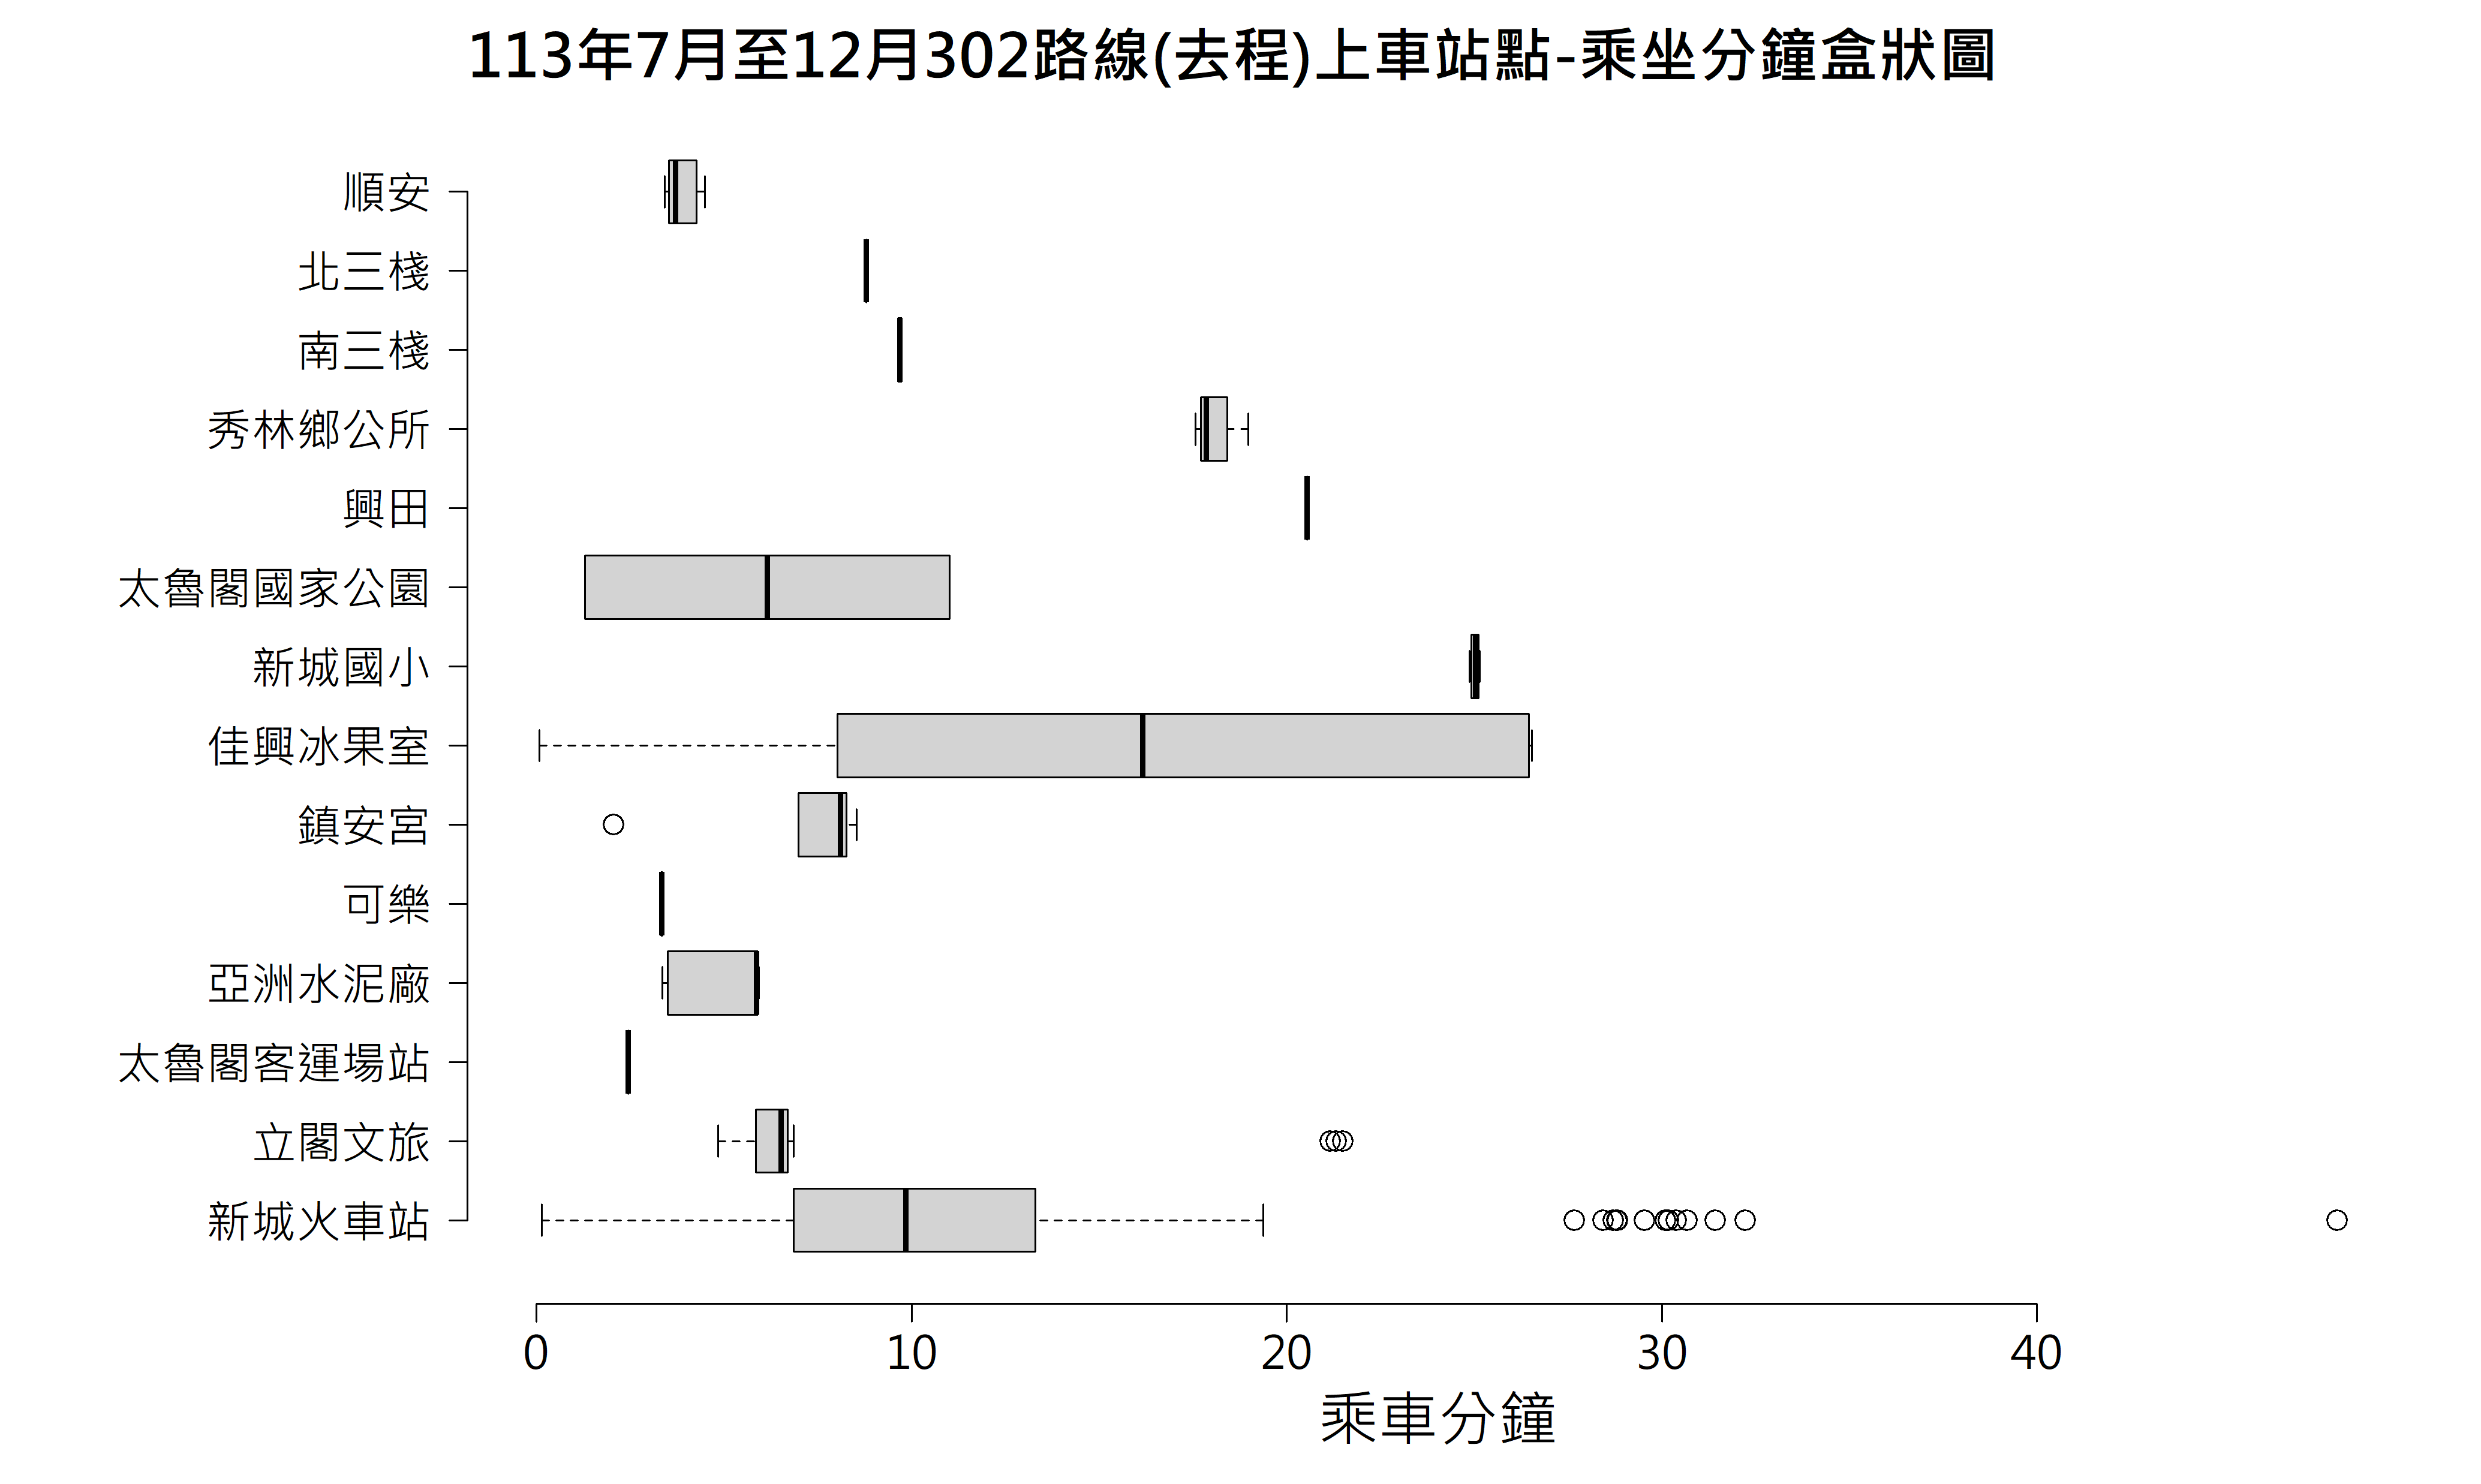 113年7月至12月302路線(去程)上車站點-乘坐分鐘盒狀圖
順安
北三棧
南三棧
秀林鄉公所
興田
太魯閣國家公園
新城國小
佳興冰果室
鎮安宮
可樂
亞洲水泥廠
太魯閣客運場站
立閣文旅
新城火車站
0 10 20 30 40
乘車分鐘